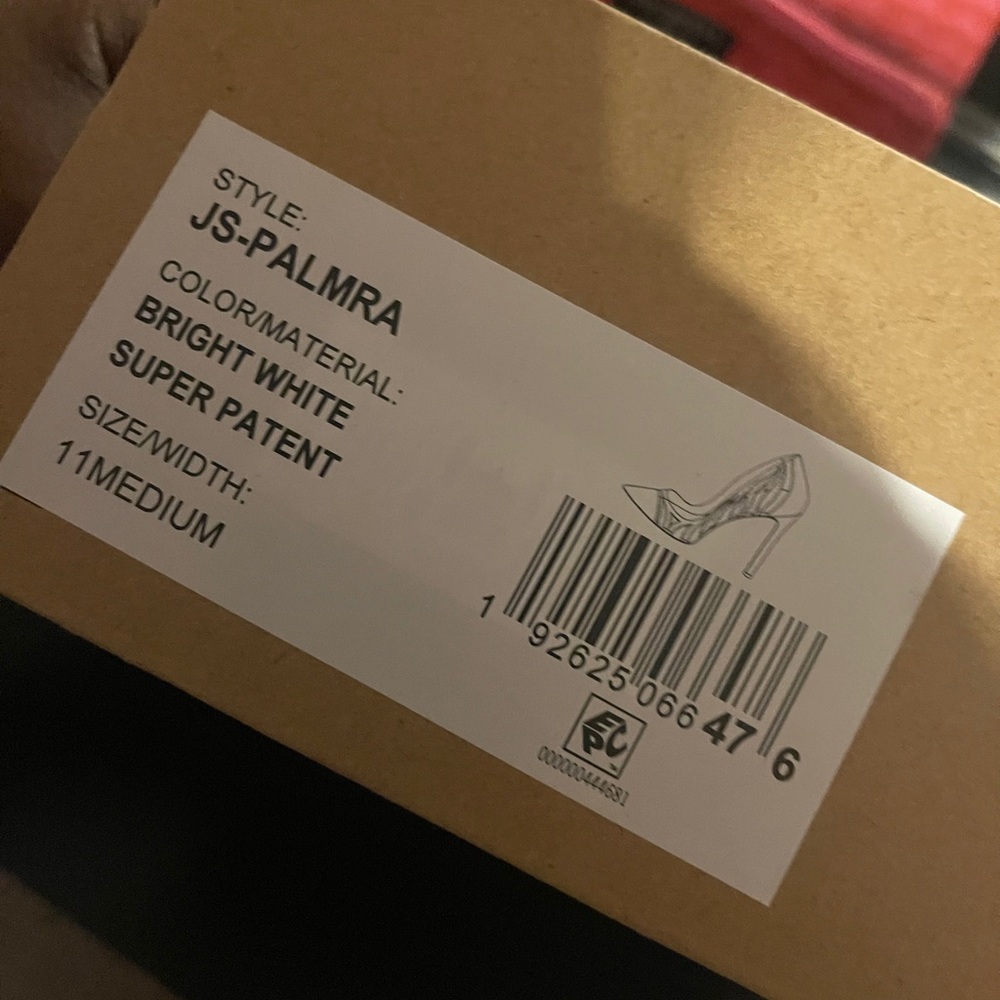 STYLE:
JS-PALMRA
COLOR/MATERIAL:
BRIGHT WHITE
SUPER PATENT
SIZE/WIDTH:
11MEDIUM
1 92625 06647 6
EPC
000000444681